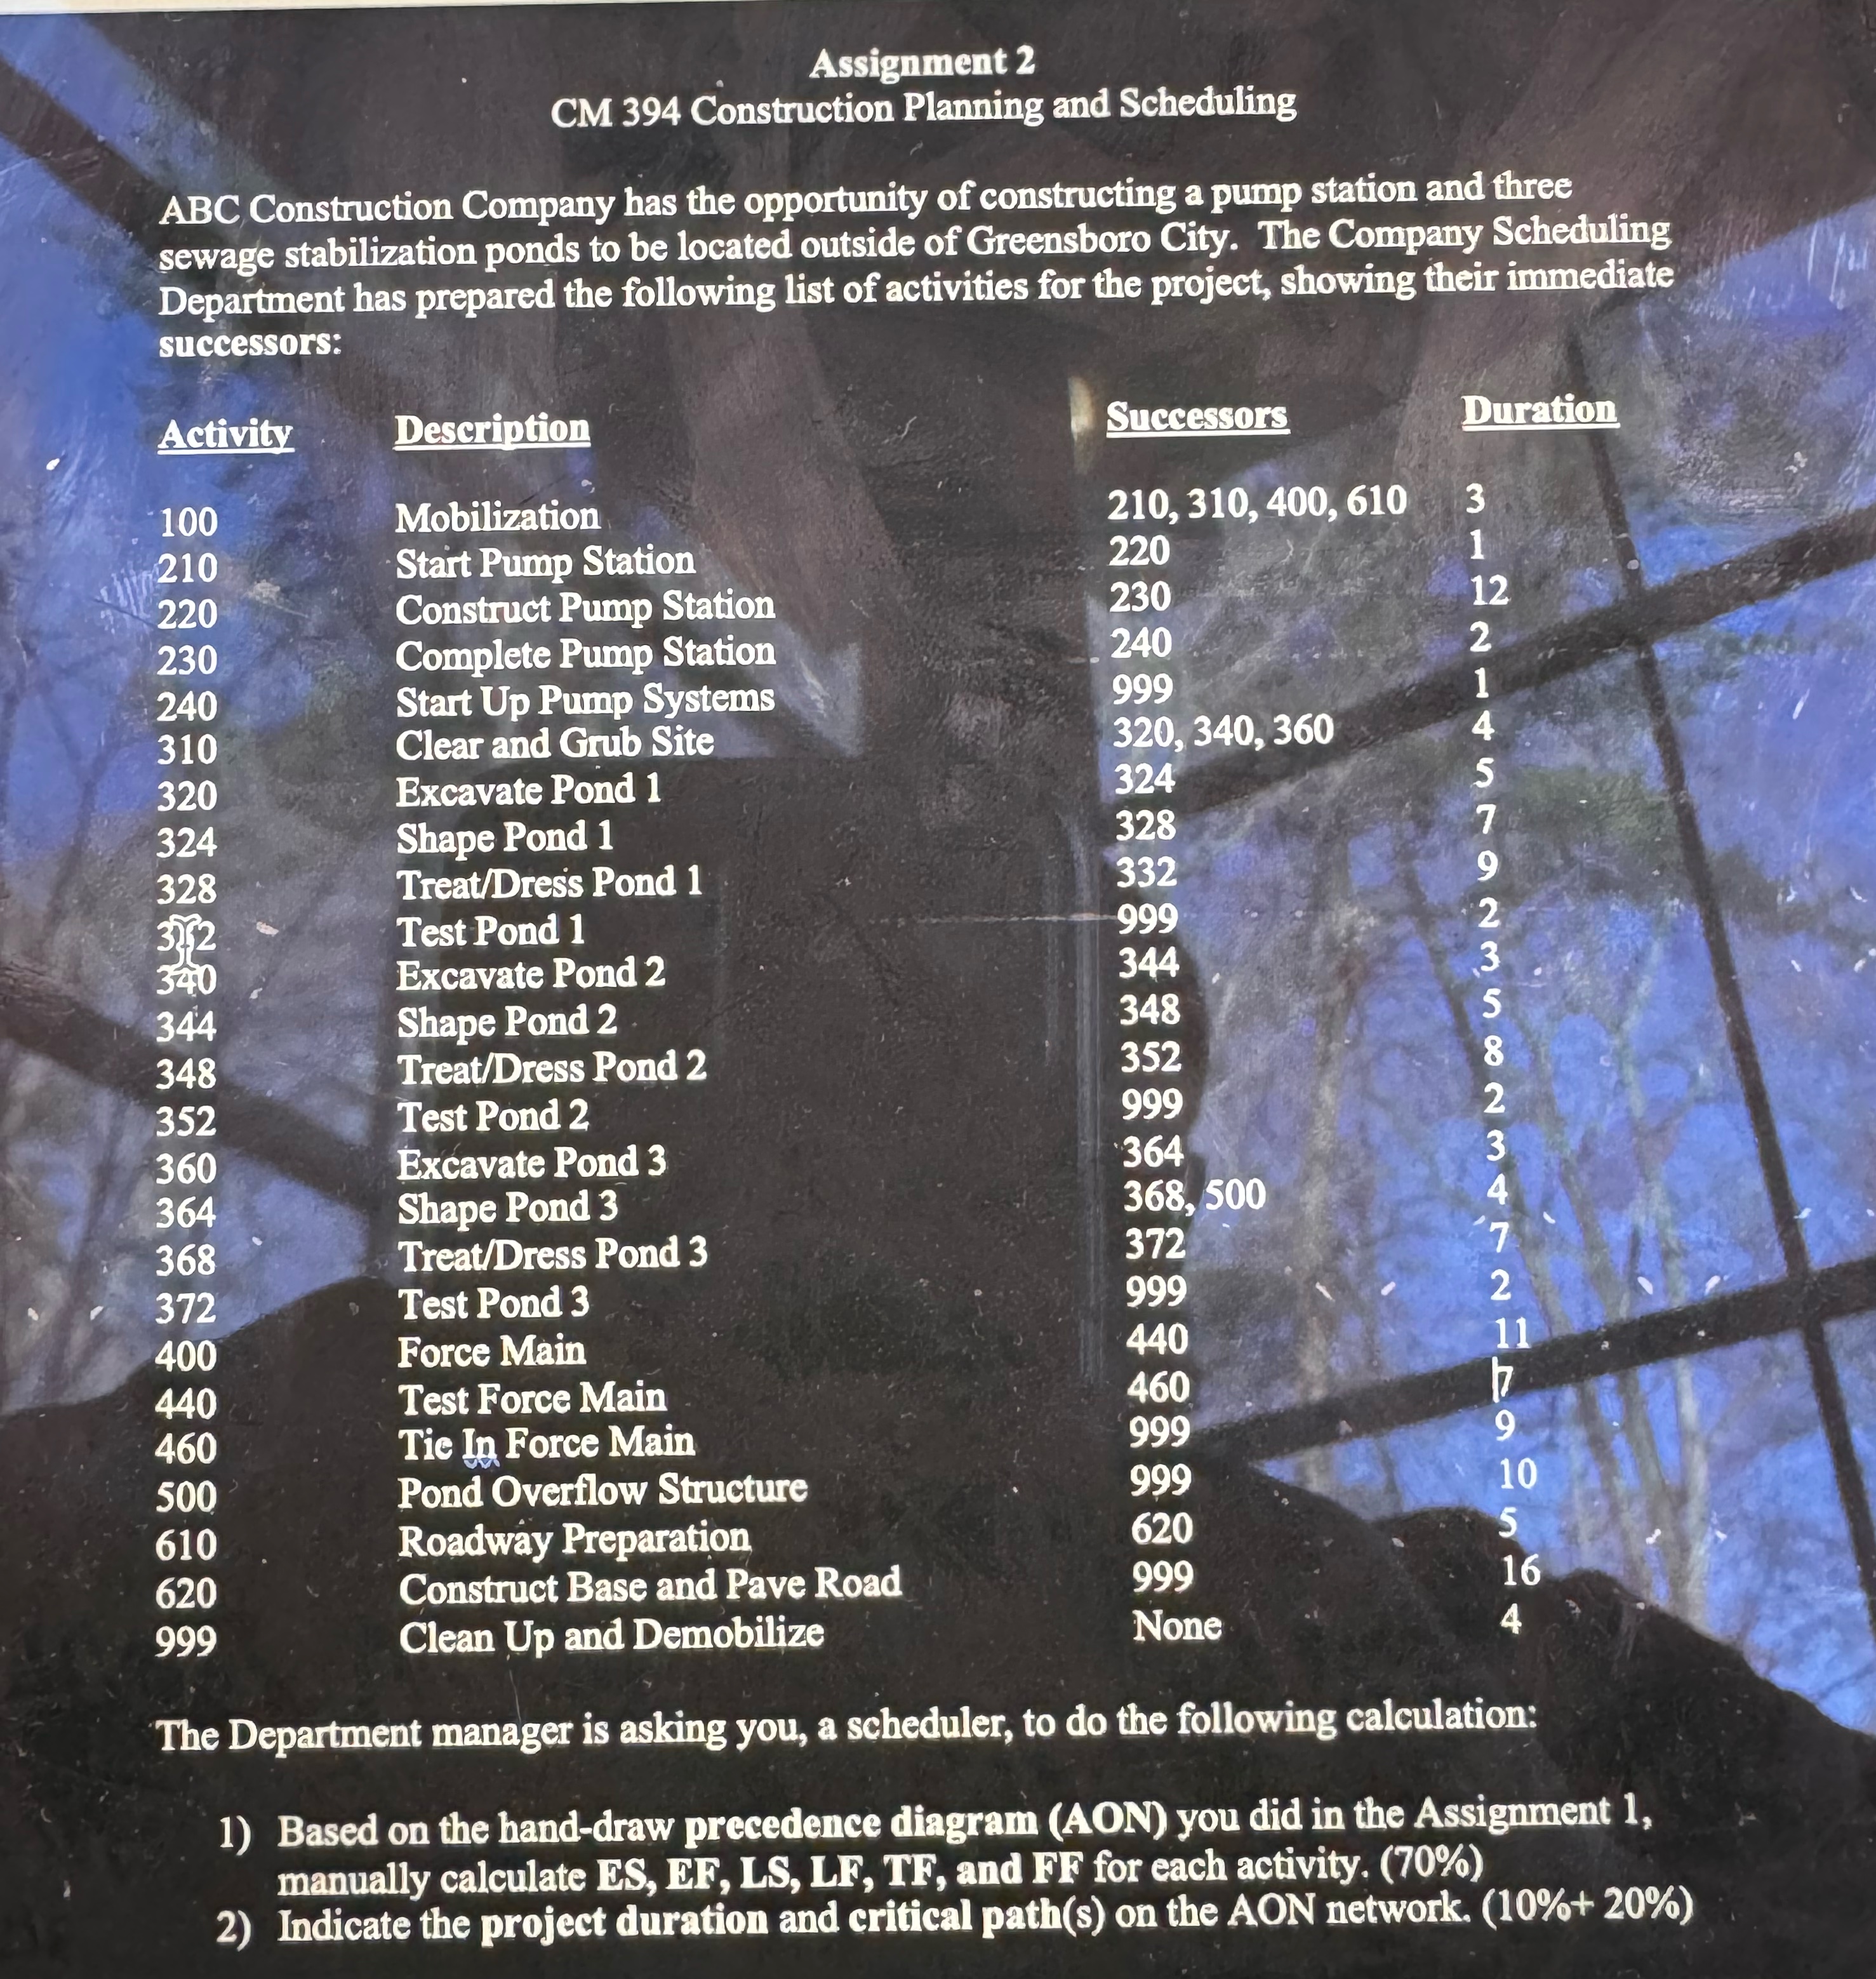 Assignment 2
CM 394 Construction Planning and Scheduling
ABC Construction Company has the opportunity of constructing a pump station and three
sewage stabilization ponds to be located outside of Greensboro City. The Company Scheduling
Department has prepared the following list of activities for the project, showing their immediate
successors:
Activity Description Successors Duration
100 Mobilization 210, 310, 400, 610 3
210 Start Pump Station 220 1
220 Construct Pump Station 230 12
230 Complete Pump Station 240 2
240 Start Up Pump Systems 999 1
310 Clear and Grub Site 320, 340, 360 4
320 Excavate Pond 1 324 5
324 Shape Pond 1 328 7
328 Treat/Dress Pond 1 332 9
332 Test Pond 1 999 2
340 Excavate Pond 2 344 3
344 Shape Pond 2 348 5
348 Treat/Dress Pond 2 352 8
352 Test Pond 2 999 2
360 Excavate Pond 3 364 3
364 Shape Pond 3 368, 500 4
368 Treat/Dress Pond 3 372 7
372 Test Pond 3 999 2
400 Force Main 440 11
440 Test Force Main 460 7
460 Tie In Force Main 999 9
500 Pond Overflow Structure 999 10
610 Roadway Preparation 620 5
620 Construct Base and Pave Road 999 16
999 Clean Up and Demobilize None 4
The Department manager is asking you, a scheduler, to do the following calculation:
1) Based on the hand-draw precedence diagram (AON) you did in the Assignment 1,
manually calculate ES, EF, LS, LF, TF, and FF for each activity. (70%)
2) Indicate the project duration and critical path(s) on the AON network. (10%+ 20%)